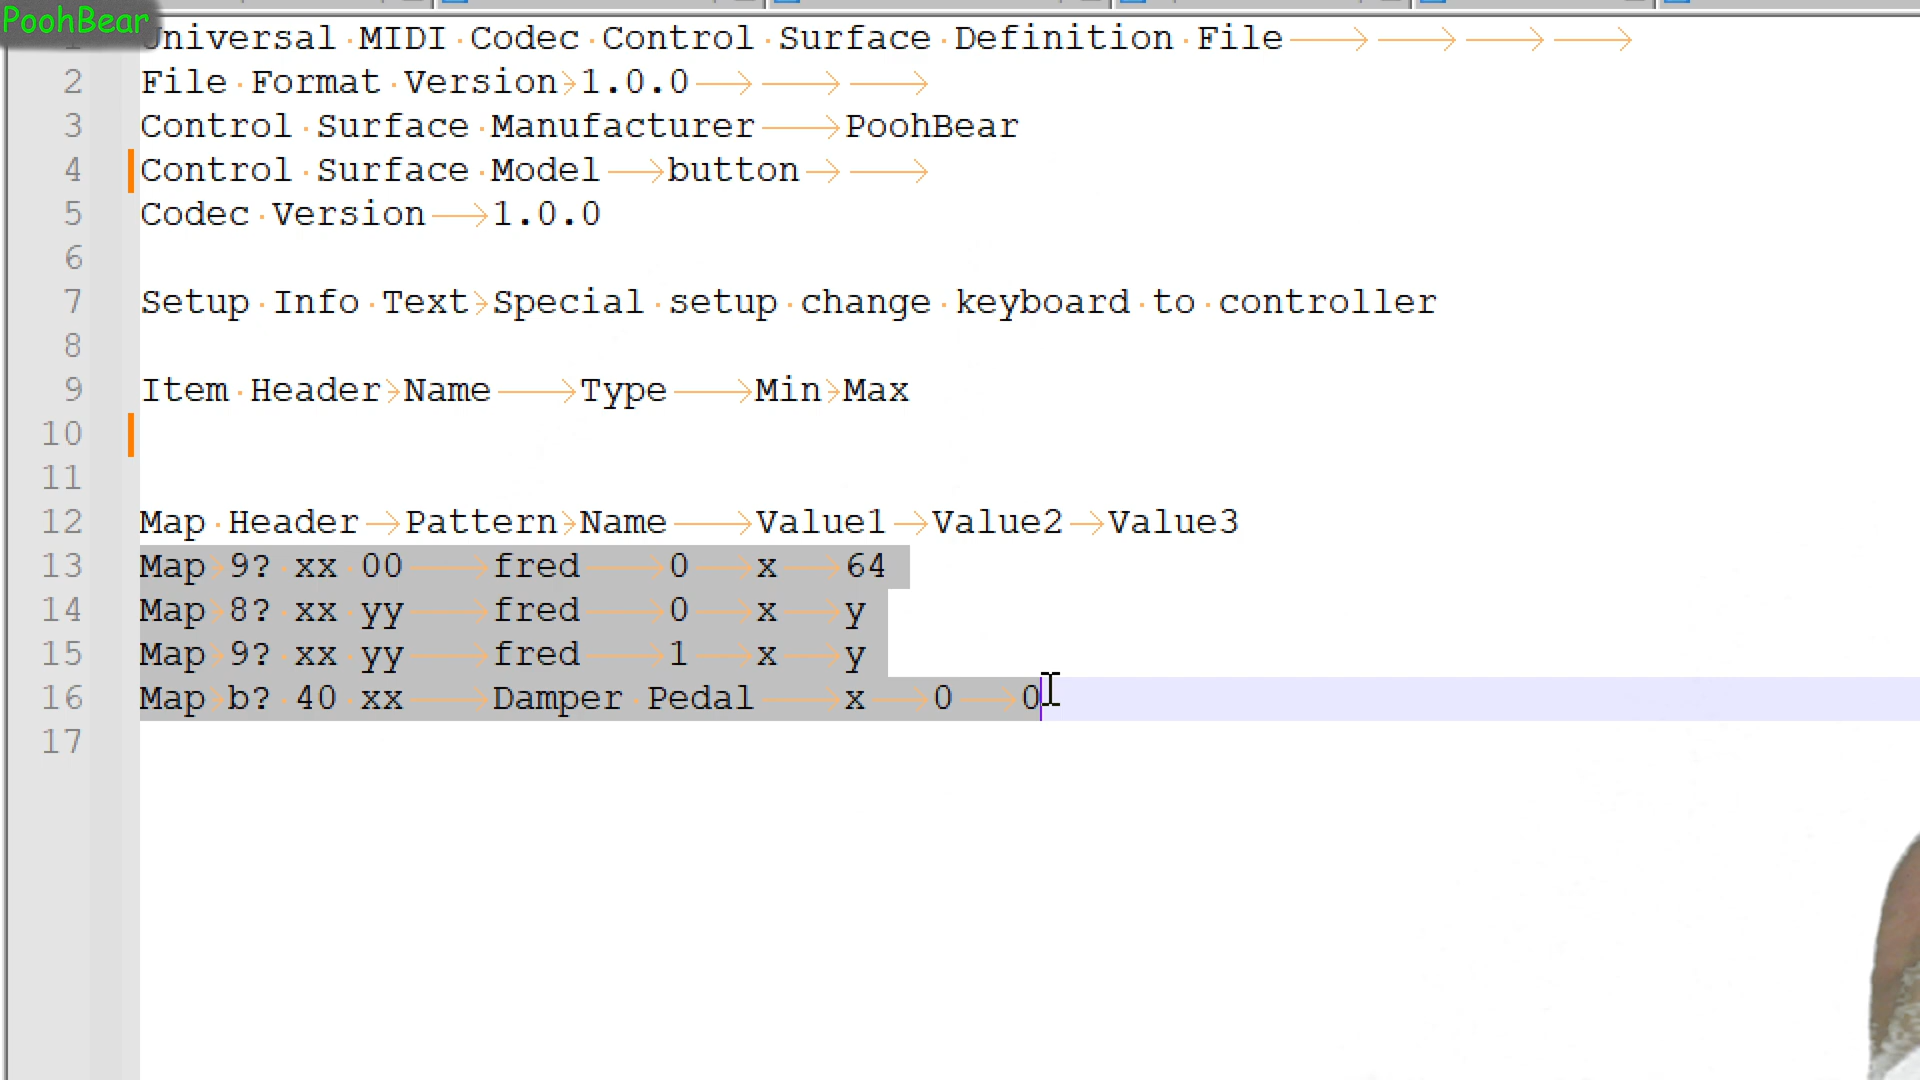 PoohBear
1 Universal MIDI Codec Control Surface Definition File
2 File Format Version 1.0.0
3 Control Surface Manufacturer PoohBear
4 Control Surface Model button
5 Codec Version 1.0.0
6
7 Setup Info Text Special setup change keyboard to controller
8
9 Item Header Name Type Min Max
10
11
12 Map Header Pattern Name Value1 Value2 Value3
13 Map 9? xx 00 fred 0 x 64
14 Map 8? xx yy fred 0 x y
15 Map 9? xx yy fred 1 x y
16 Map b? 40 xx Damper Pedal x 0 0
17